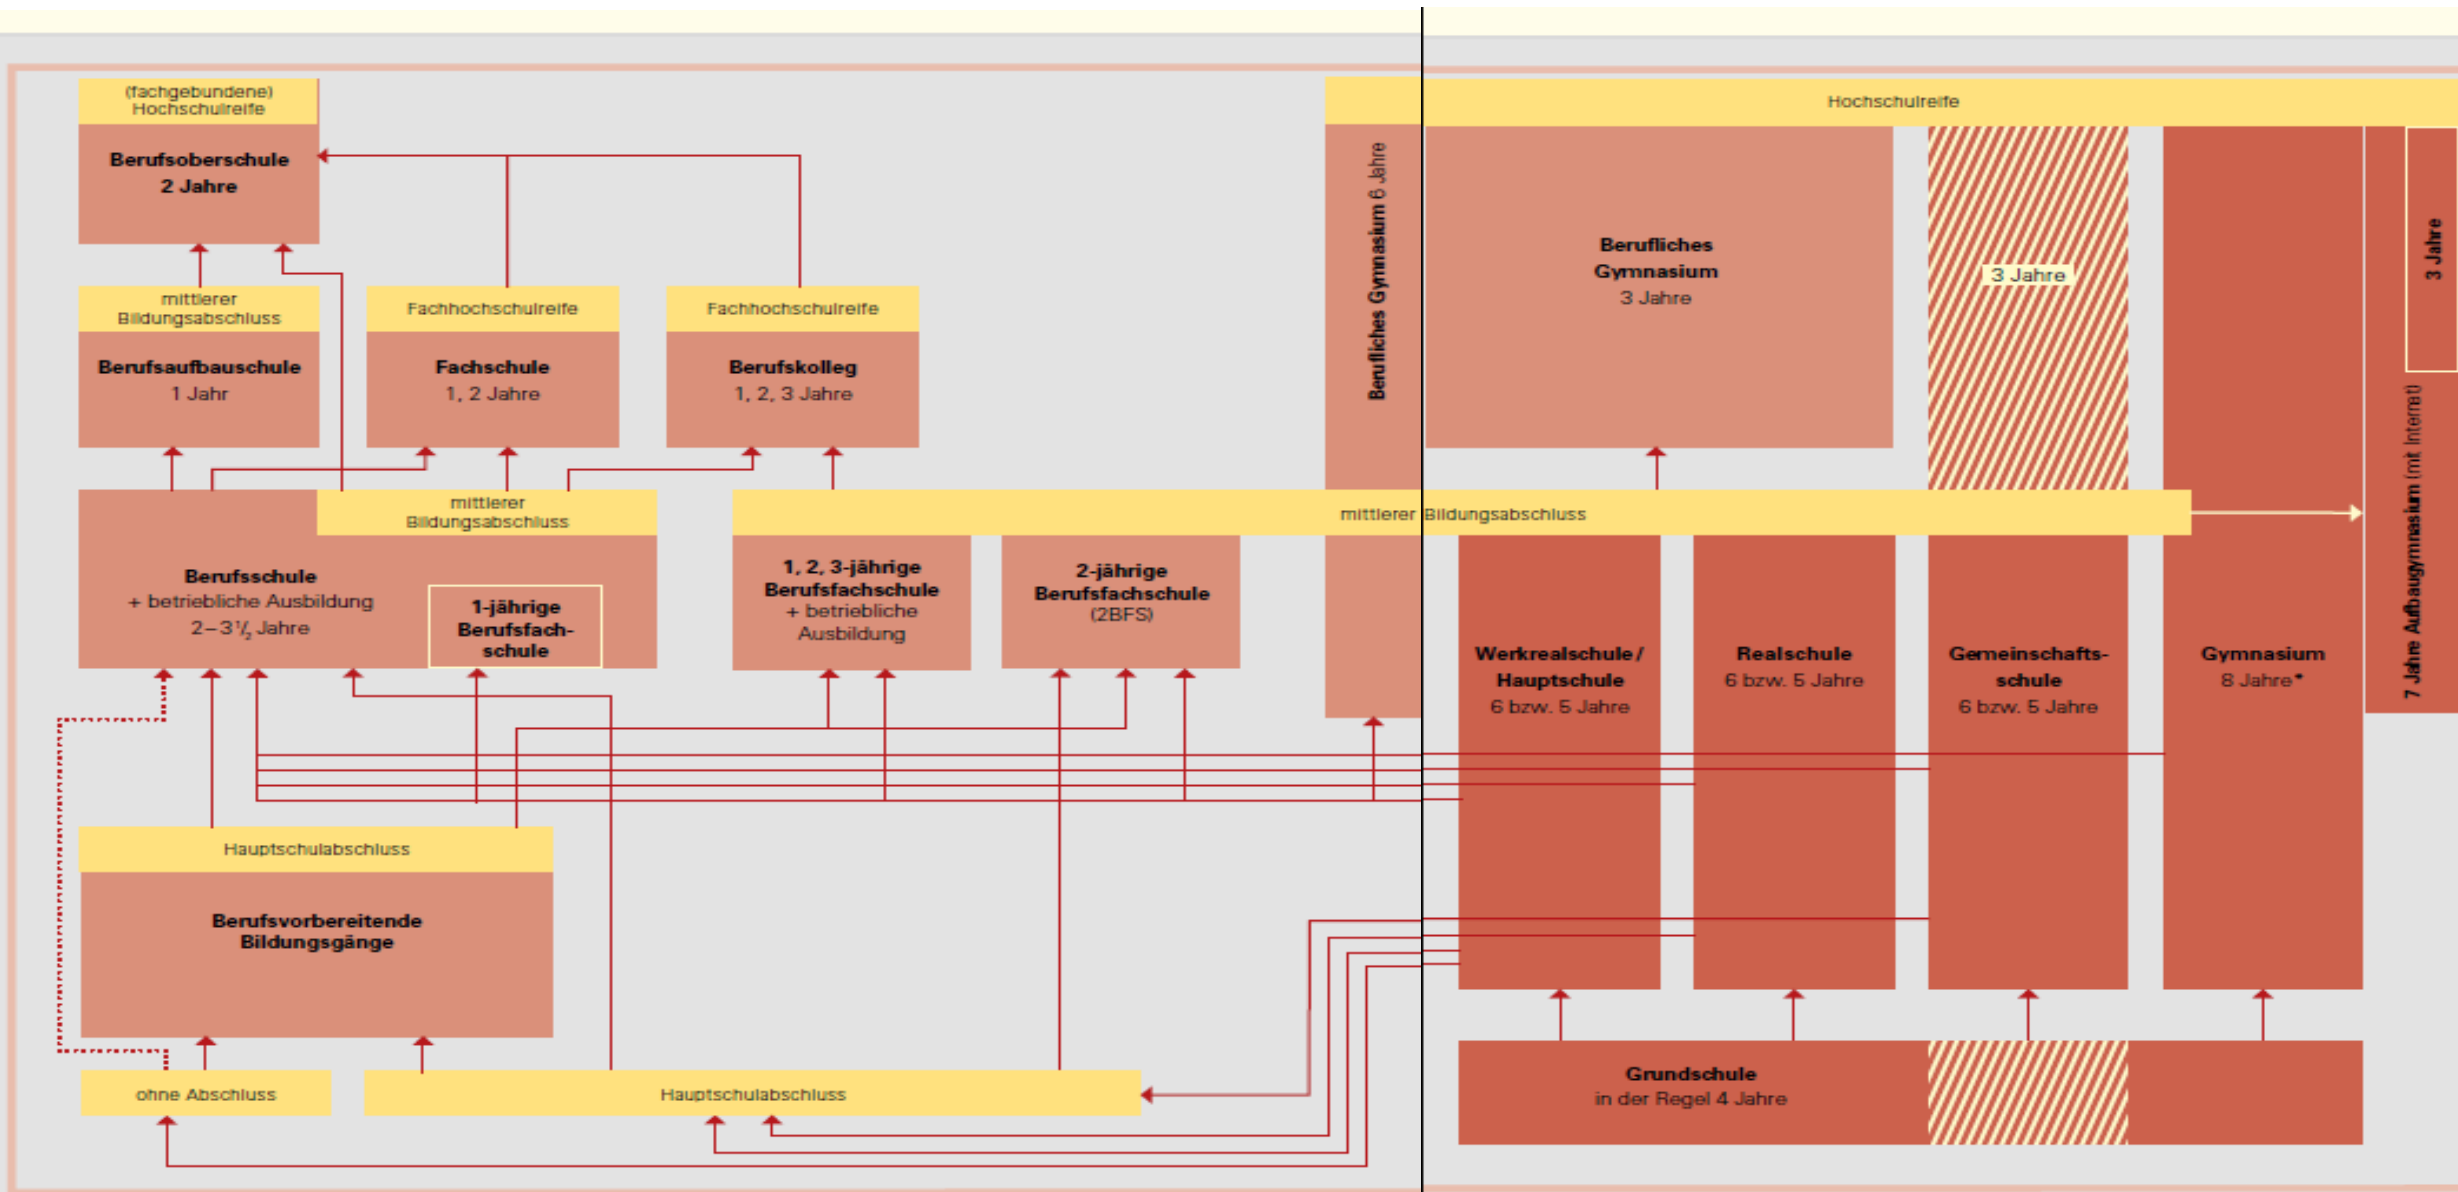 (fachgebundene)
Hochschulreife
Berufsoberschule
2 Jahre
Hochschulreife
Berufliches Gymnasium 6 Jahre
Berufliches
Gymnasium
3 Jahre
3 Jahre
3 Jahre
7 Jahre Aufbaugymnasium (mit Internat)
mittlerer
Bildungsabschluss
Berufsaufbauschule
1 Jahr
Fachhochschulreife
Fachschule
1, 2 Jahre
Fachhochschulreife
Berufskolleg
1, 2, 3 Jahre
mittlerer
Bildungsabschluss
mittlerer Bildungsabschluss
Berufsschule
+ betriebliche Ausbildung
2–3½ Jahre
1-jährige
Berufsfach-
schule
1, 2, 3-jährige
Berufsfachschule
+ betriebliche
Ausbildung
2-jährige
Berufsfachschule
(2BFS)
Werkrealschule/
Hauptschule
6 bzw. 5 Jahre
Realschule
6 bzw. 5 Jahre
Gemeinschafts-
schule
6 bzw. 5 Jahre
Gymnasium
8 Jahre*
Hauptschulabschluss
Berufsvorbereitende
Bildungsgänge
ohne Abschluss
Hauptschulabschluss
Grundschule
in der Regel 4 Jahre